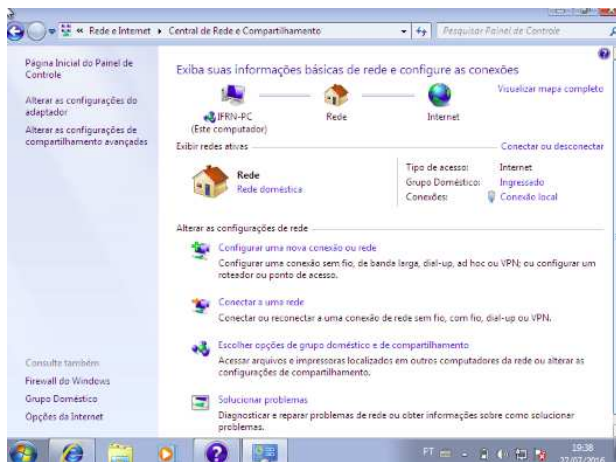 Rede e Internet
Central de Rede e Compartilhamento
Pesquisar Painel de Controle
Página Inicial do Painel de
Controle
Alterar as configurações do
adaptador
Alterar as configurações de
compartilhamento avançadas
Exiba suas informações básicas de rede e configure as conexões
Visualizar mapa completo
IFRN-PC
(Este computador)
Rede
Internet
Exibir redes ativas
Conectar ou desconectar
Rede
Rede doméstica
Tipo de acesso: Internet
Grupo Doméstico: Ingressado
Conexões: Conexão local
Alterar as configurações de rede
Configurar uma nova conexão ou rede
Configurar uma conexão sem fio, de banda larga, dial-up, ad hoc ou VPN; ou configurar um
roteador ou ponto de acesso.
Conectar a uma rede
Conectar ou reconectar a uma conexão de rede sem fio, com fio, dial-up ou VPN.
Escolher opções de grupo doméstico e de compartilhamento
Acessar arquivos e impressoras localizados em outros computadores da rede ou alterar as
configurações de compartilhamento.
Solucionar problemas
Diagnosticar e reparar problemas de rede ou obter informações sobre como solucionar
problemas.
Consulte também
Firewall do Windows
Grupo Doméstico
Opções da Internet
PT
19:38
27/07/2016